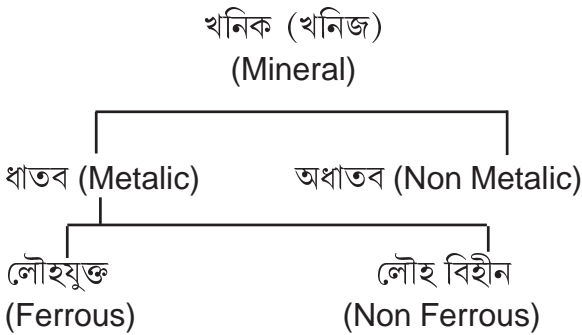 খনিক (খনিজ)
(Mineral)
ধাতব (Metalic) অধাতব (Non Metalic)
লৌহযুক্ত লৌহ বিহীন
(Ferrous) (Non Ferrous)